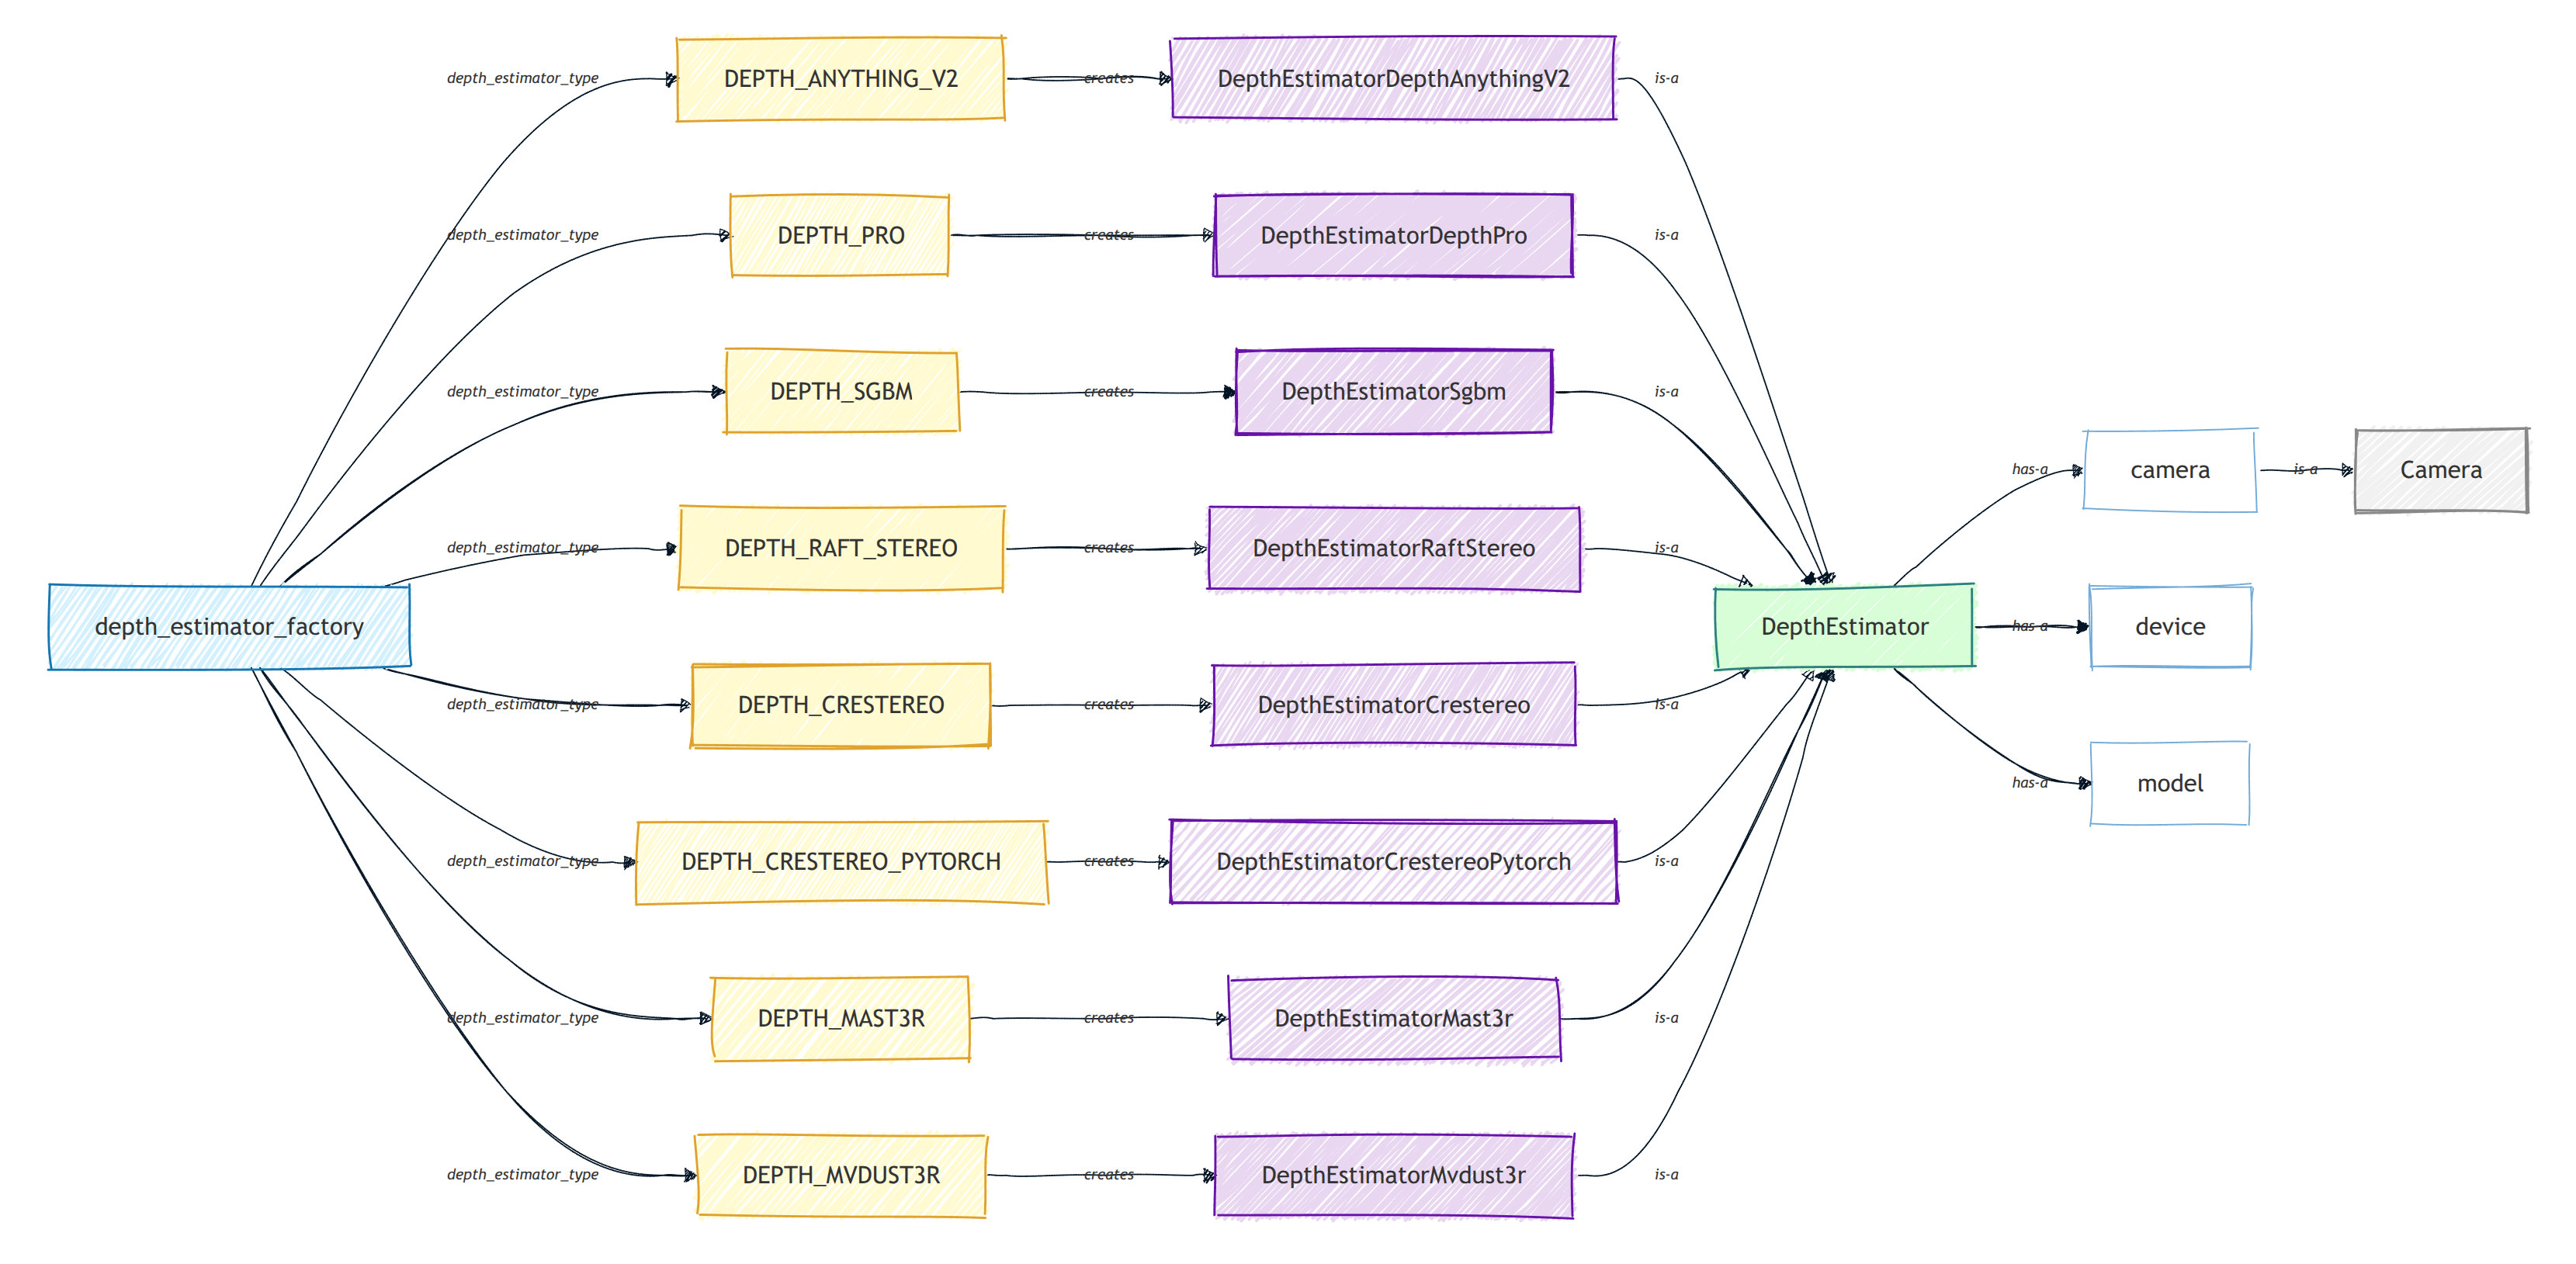 depth_estimator_type
DEPTH_ANYTHING_V2
creates
DepthEstimatorDepthAnythingV2
is-a
depth_estimator_type
DEPTH_PRO
creates
DepthEstimatorDepthPro
is-a
depth_estimator_type
DEPTH_SGBM
creates
DepthEstimatorSgbm
is-a
has-a
camera
is-a
Camera
depth_estimator_type
DEPTH_RAFT_STEREO
creates
DepthEstimatorRaftStereo
is-a
depth_estimator_factory
DepthEstimator
has-a
device
depth_estimator_type
DEPTH_CRESTEREO
creates
DepthEstimatorCrestereo
is-a
has-a
model
depth_estimator_type
DEPTH_CRESTEREO_PYTORCH
creates
DepthEstimatorCrestereoPytorch
is-a
depth_estimator_type
DEPTH_MAST3R
creates
DepthEstimatorMast3r
is-a
depth_estimator_type
DEPTH_MVDUST3R
creates
DepthEstimatorMvdust3r
is-a